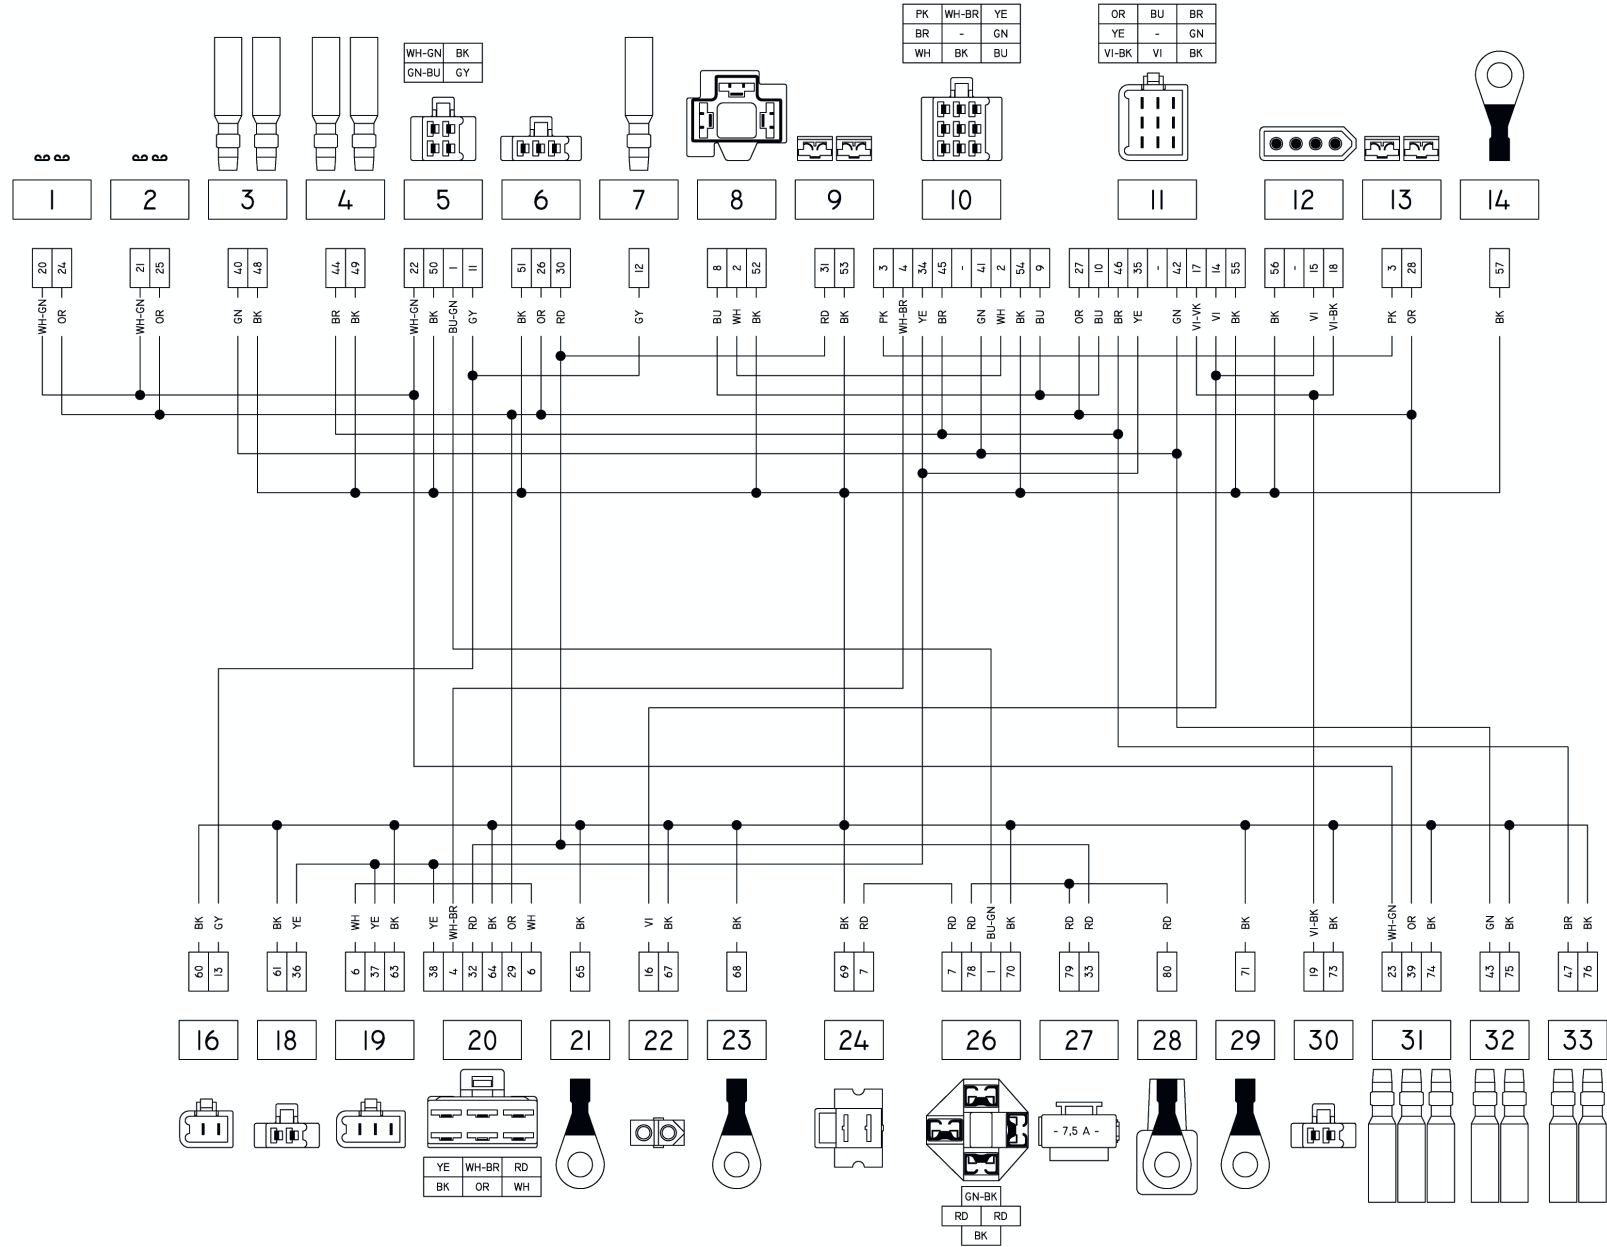 PK WH-BR YE
BR - GN
WH BK BU
OR BU BR
YE - GN
VI-BK VI BK
WH-GN BK
GN-BU GY
1 2 3 4 5 6 7 8 9 10 11 12 13 14
20 24 21 25 40 48 44 49 22 50 1 11 51 26 30 12 8 2 52 31 53 3 4 34 45 - 41 2 54 9 27 10 46 35 - 42 17 14 55 56 - 15 18 3 28 57
WH-GN OR WH-GN OR GN BK BR BK WH-GN BK BU-GN GY BK OR RD GY BU WH BK RD BK PK WH-BR YE BR GN WH BK BU OR BU BR YE GN VI-VK VI BK BK VI VI-BK PK OR BK
BK GY BK YE WH YE BK YE WH-BR RD BK OR WH BK VI BK BK BK RD RD RD BU-GN BK RD RD RD BK VI-BK BK WH-GN OR BK GN BK BR BK
60 13 61 36 6 37 63 38 4 32 64 29 6 65 16 67 68 69 7 7 78 1 70 79 33 80 71 19 73 23 39 74 43 75 47 76
16 18 19 20 21 22 23 24 26 27 28 29 30 31 32 33
- 7,5 A -
YE WH-BR RD
BK OR WH
GN-BK
RD RD
BK